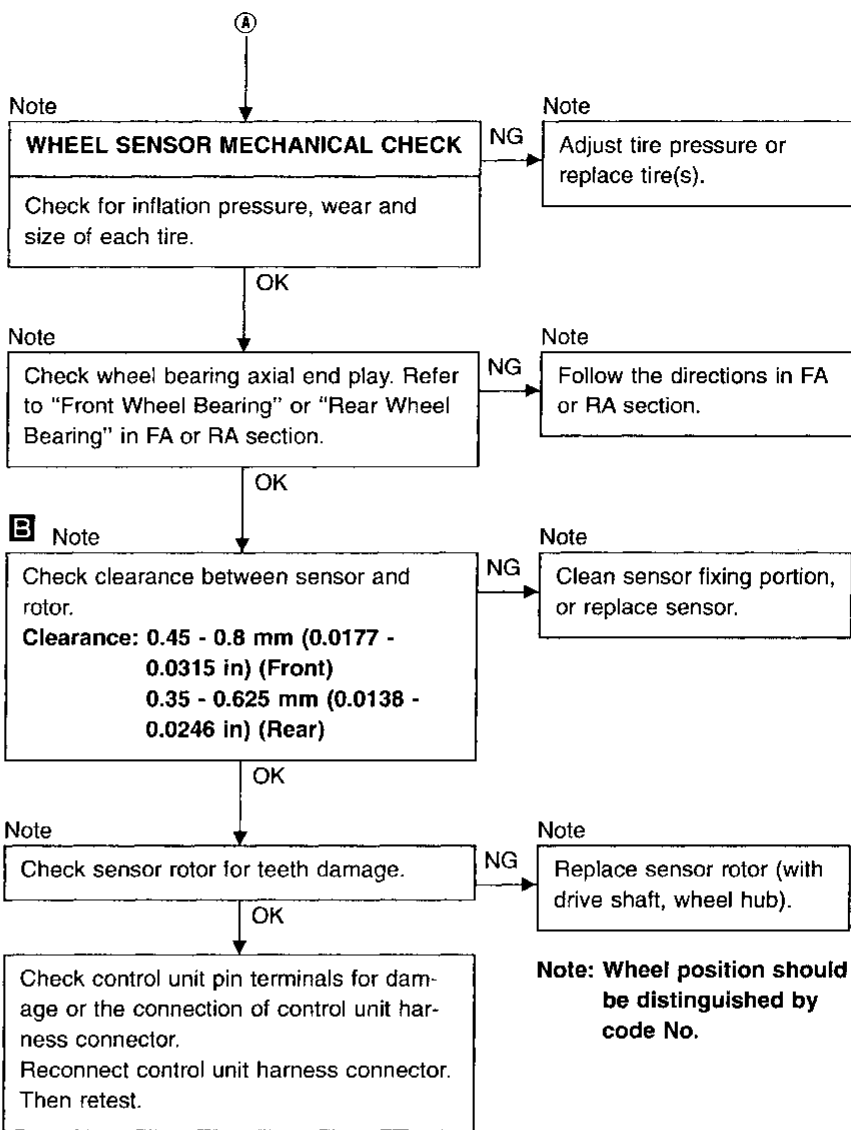 A
Note
WHEEL SENSOR MECHANICAL CHECK
Check for inflation pressure, wear and
size of each tire.
NG
Note
Adjust tire pressure or
replace tire(s).
OK
Note
Check wheel bearing axial end play. Refer
to "Front Wheel Bearing" or "Rear Wheel
Bearing" in FA or RA section.
NG
Note
Follow the directions in FA
or RA section.
OK
B Note
Check clearance between sensor and
rotor.
Clearance: 0.45 - 0.8 mm (0.0177 -
0.0315 in) (Front)
0.35 - 0.625 mm (0.0138 -
0.0246 in) (Rear)
NG
Note
Clean sensor fixing portion,
or replace sensor.
OK
Note
Check sensor rotor for teeth damage.
NG
Note
Replace sensor rotor (with
drive shaft, wheel hub).
OK
Check control unit pin terminals for dam-
age or the connection of control unit har-
ness connector.
Reconnect control unit harness connector.
Then retest.
Note: Wheel position should
be distinguished by
code No.